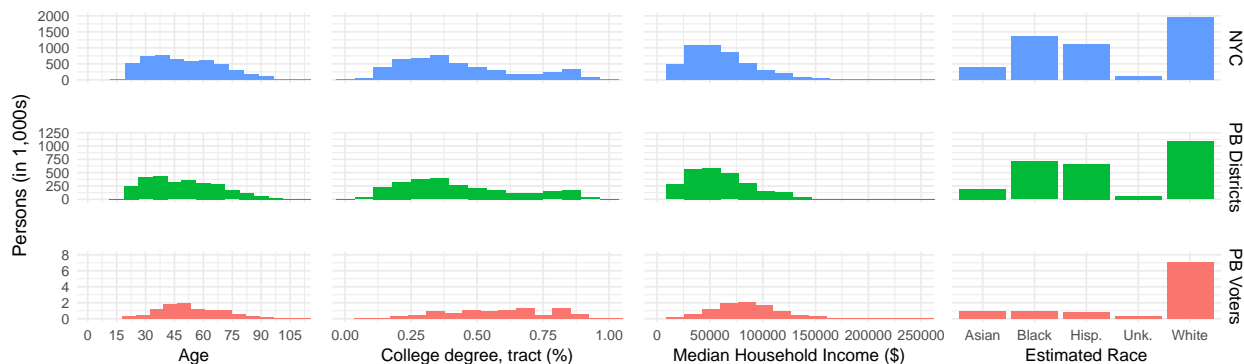 Persons (in 1,000s)
2000
1500
1000
500
0
NYC
1250
1000
750
500
250
0
PB Districts
8
6
4
2
0
PB Voters
0 15 30 45 60 75 90 105
0.00 0.25 0.50 0.75 1.00
0 50000 100000 150000 200000 250000
Asian Black Hisp. Unk. White
Age
College degree, tract (%)
Median Household Income ($)
Estimated Race